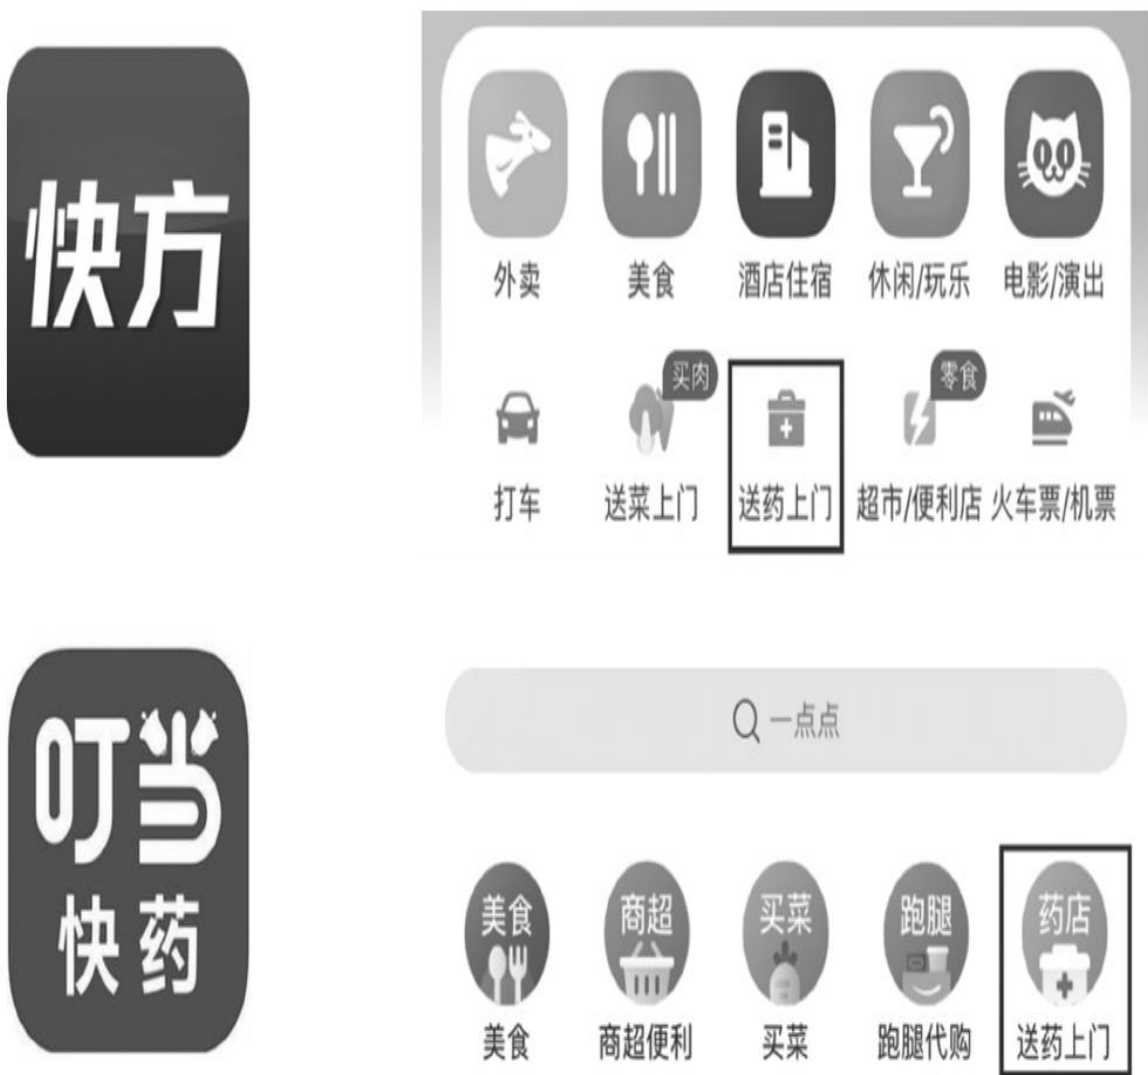 快方
外卖 美食 酒店住宿 休闲/玩乐 电影/演出
买肉 零食
打车 送菜上门 送药上门 超市/便利店 火车票/机票
叮当
快药
一点点
美食 商超 买菜 跑腿 药店
美食 商超便利 买菜 跑腿代购 送药上门